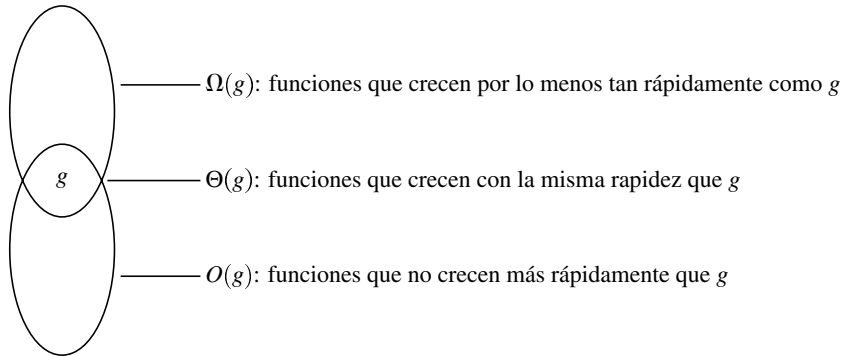 Ω(g): funciones que crecen por lo menos tan rápidamente como g
g
Θ(g): funciones que crecen con la misma rapidez que g
O(g): funciones que no crecen más rápidamente que g